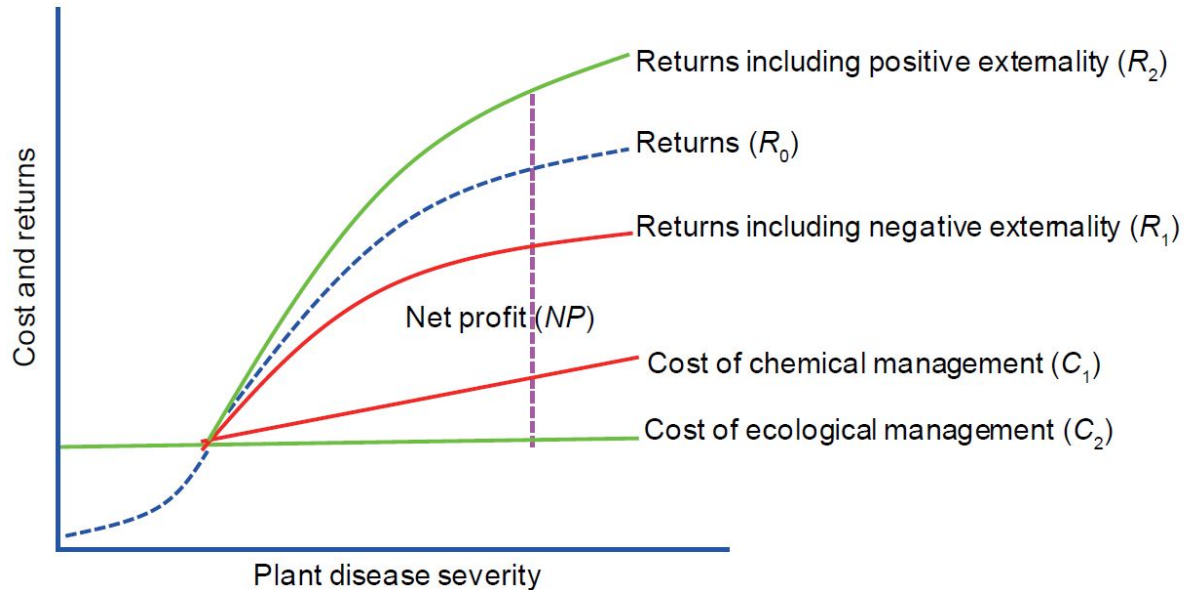 Cost and returns
Returns including positive externality (R₂)
Returns (R₀)
Returns including negative externality (R₁)
Net profit (NP)
Cost of chemical management (C₁)
Cost of ecological management (C₂)
Plant disease severity